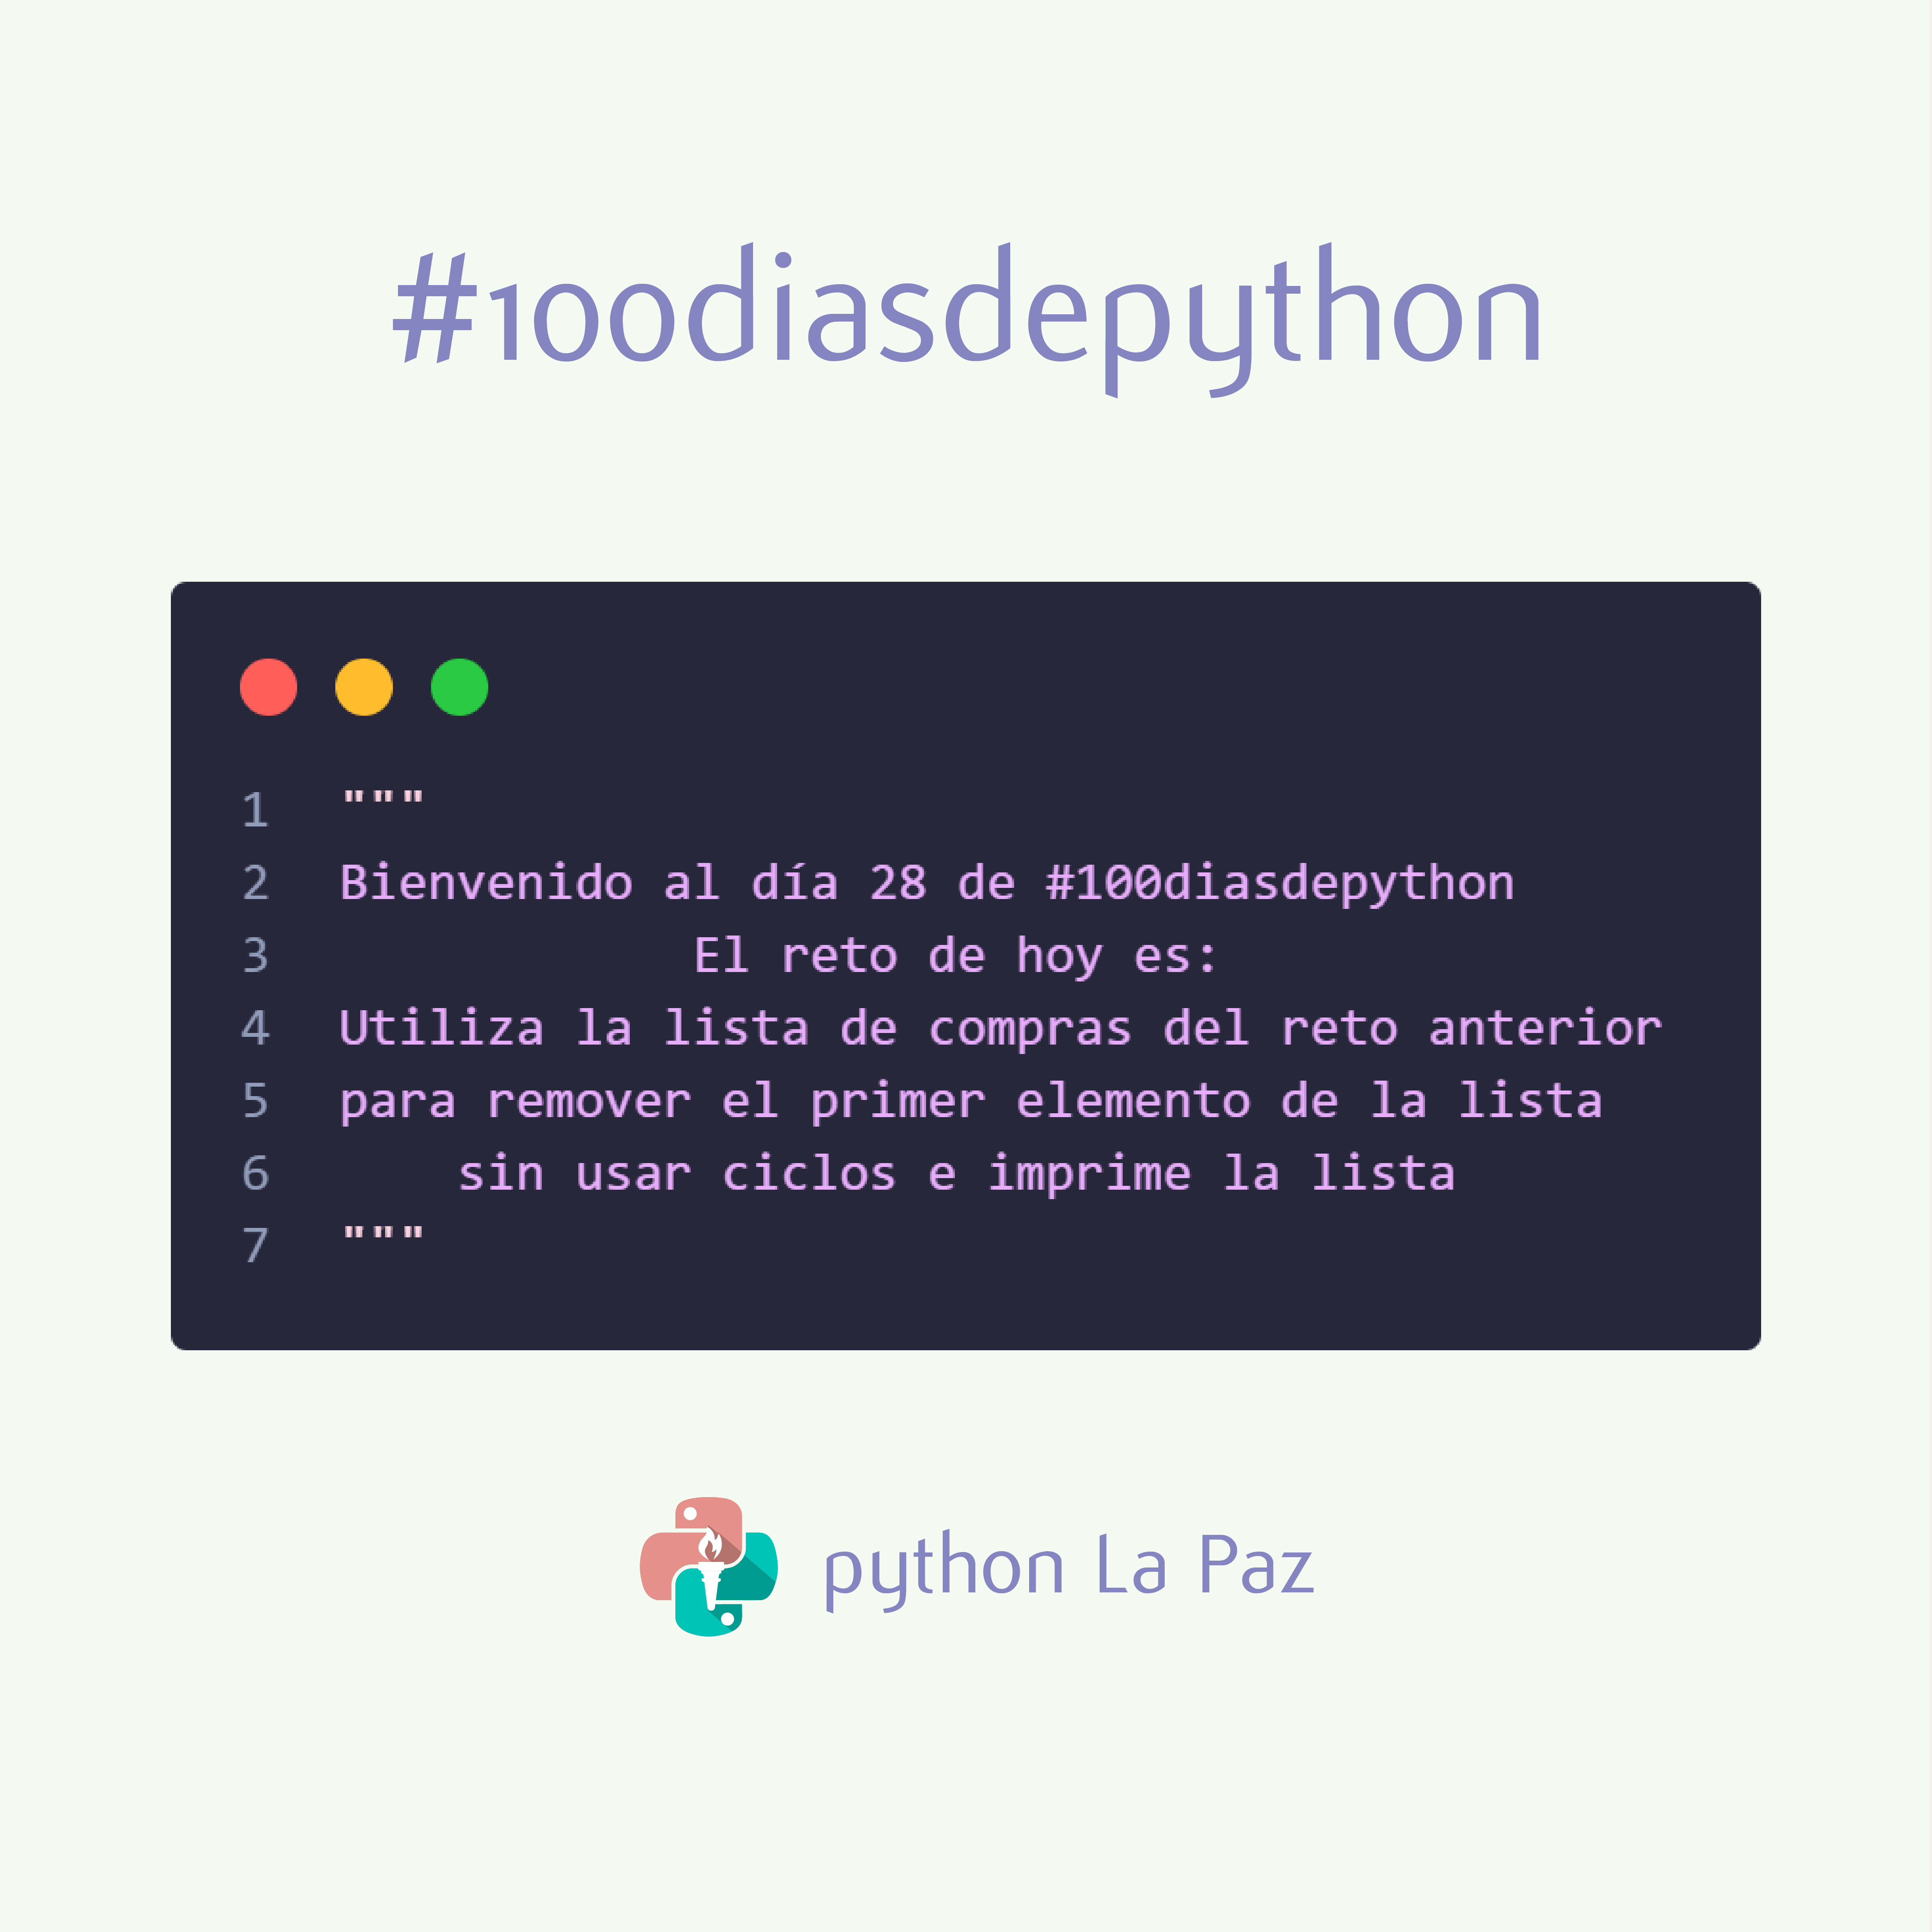 #100diasdepython
1 """
2 Bienvenido al día 28 de #100diasdepython
3 El reto de hoy es:
4 Utiliza la lista de compras del reto anterior
5 para remover el primer elemento de la lista
6 sin usar ciclos e imprime la lista
7 """
python La Paz